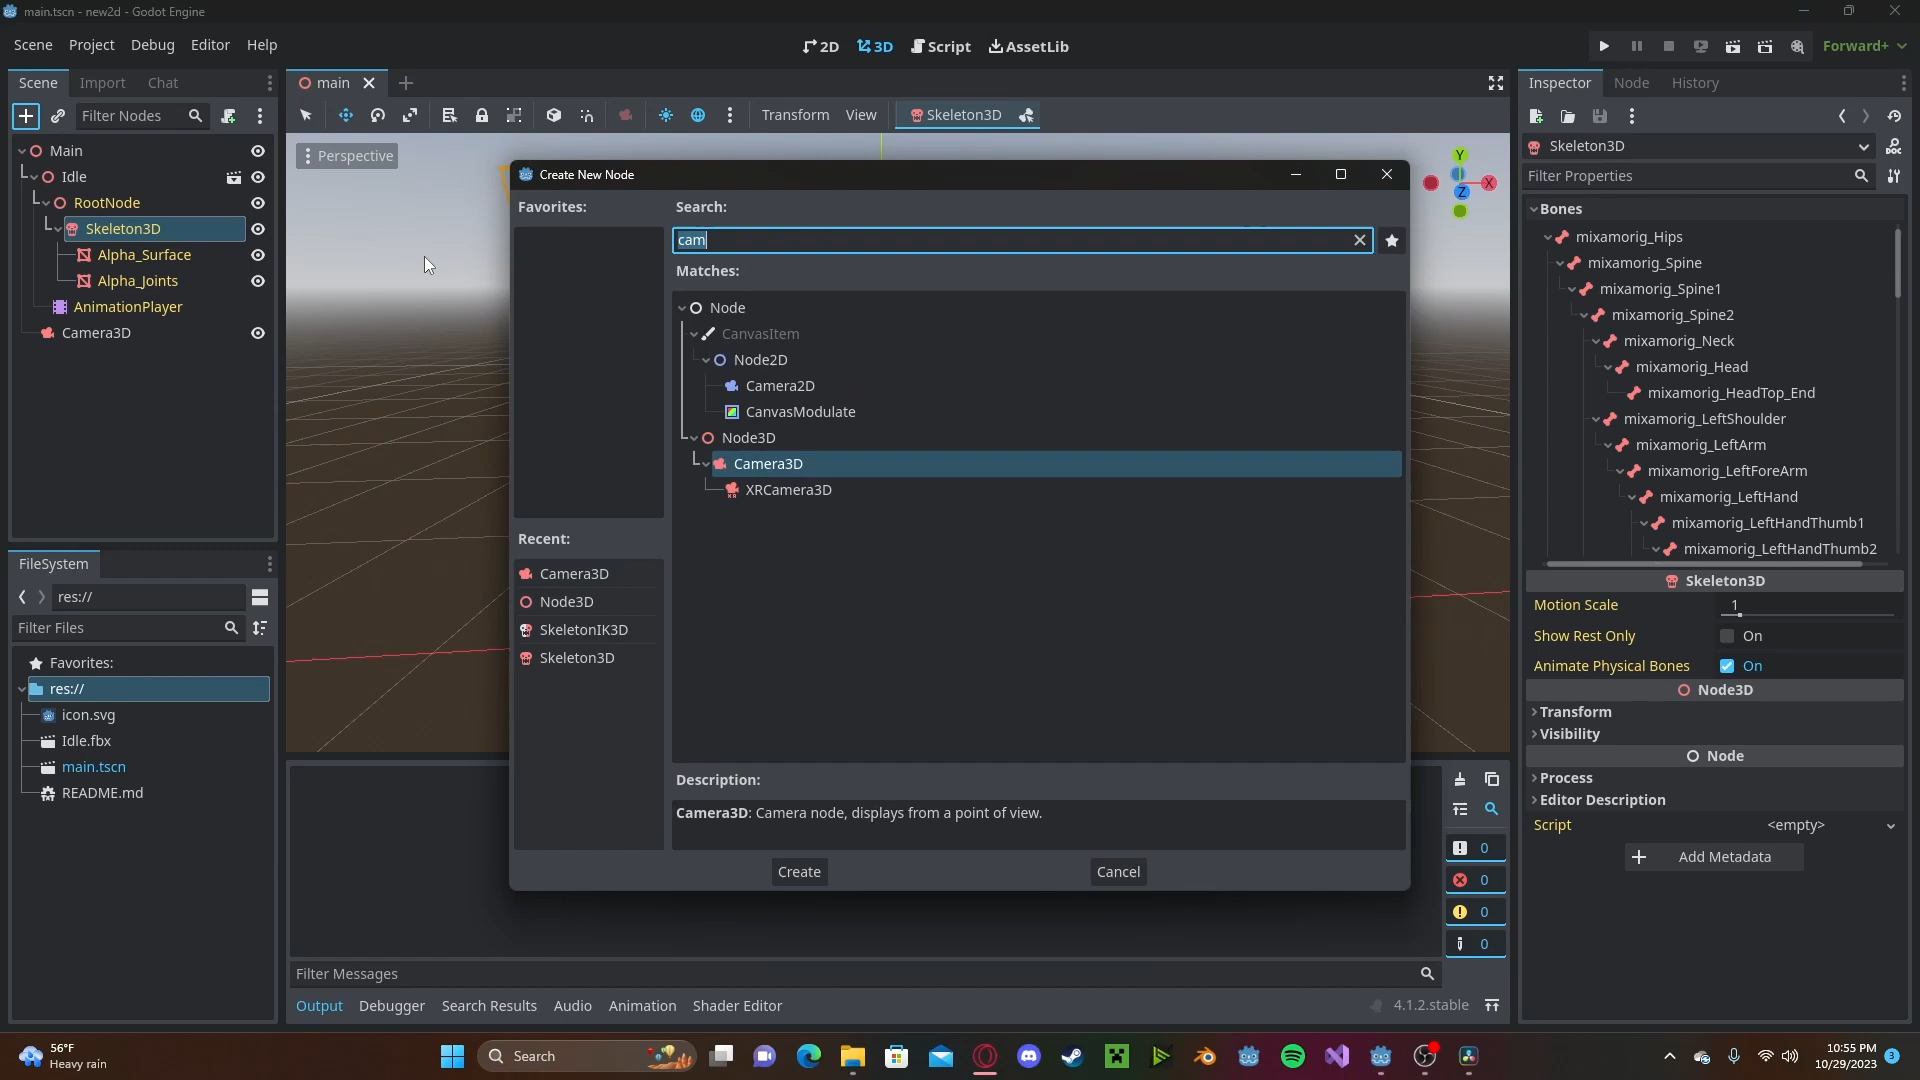 main.tscn - new2d - Godot Engine
Scene Project Debug Editor Help
2D 3D Script AssetLib
Forward+
Scene Import Chat
main
Inspector Node History
Filter Nodes
Transform View Skeleton3D
Skeleton3D
Filter Properties
Main
Idle
RootNode
Skeleton3D
Alpha_Surface
Alpha_Joints
AnimationPlayer
Camera3D
Perspective
Y
X
Z
Create New Node
Favorites:
Search:
cam
Matches:
Node
CanvasItem
Node2D
Camera2D
CanvasModulate
Node3D
Camera3D
XRCamera3D
Recent:
Camera3D
Node3D
SkeletonIK3D
Skeleton3D
Description:
Camera3D: Camera node, displays from a point of view.
Create Cancel
Bones
mixamorig_Hips
mixamorig_Spine
mixamorig_Spine1
mixamorig_Spine2
mixamorig_Neck
mixamorig_Head
mixamorig_HeadTop_End
mixamorig_LeftShoulder
mixamorig_LeftArm
mixamorig_LeftForeArm
mixamorig_LeftHand
mixamorig_LeftHandThumb1
mixamorig_LeftHandThumb2
Skeleton3D
Motion Scale 1
Show Rest Only On
Animate Physical Bones On
Node3D
Transform
Visibility
Node
Process
Editor Description
Script <empty>
Add Metadata
FileSystem
res://
Filter Files
Favorites:
res://
icon.svg
Idle.fbx
main.tscn
README.md
0
0
0
0
Filter Messages
Output Debugger Search Results Audio Animation Shader Editor
4.1.2.stable
56°F
Heavy rain
Search
10:55 PM
10/29/2023
3